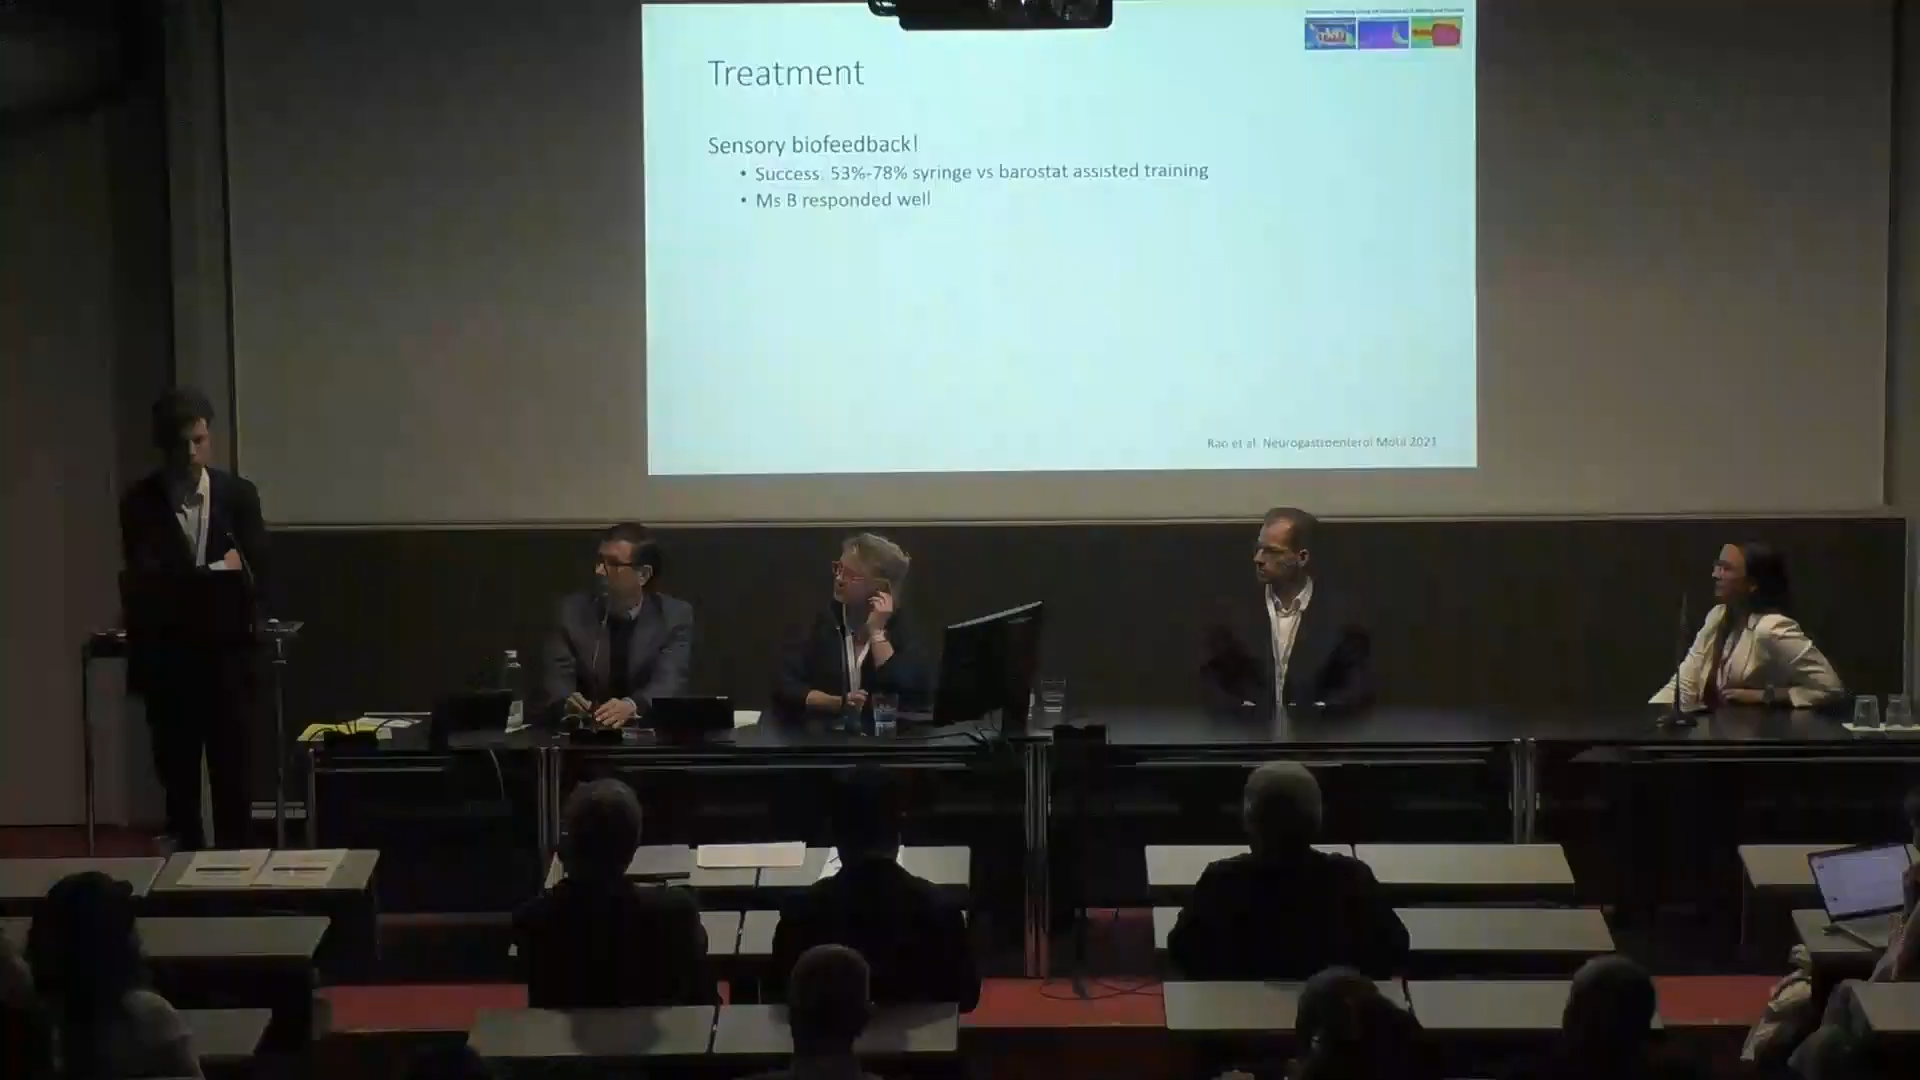 Treatment
Sensory biofeedback!
• Success: 53%-78% syringe vs barostat assisted training
• Ms B responded well
Rao et al. Neurogastroenterol Motil 2021